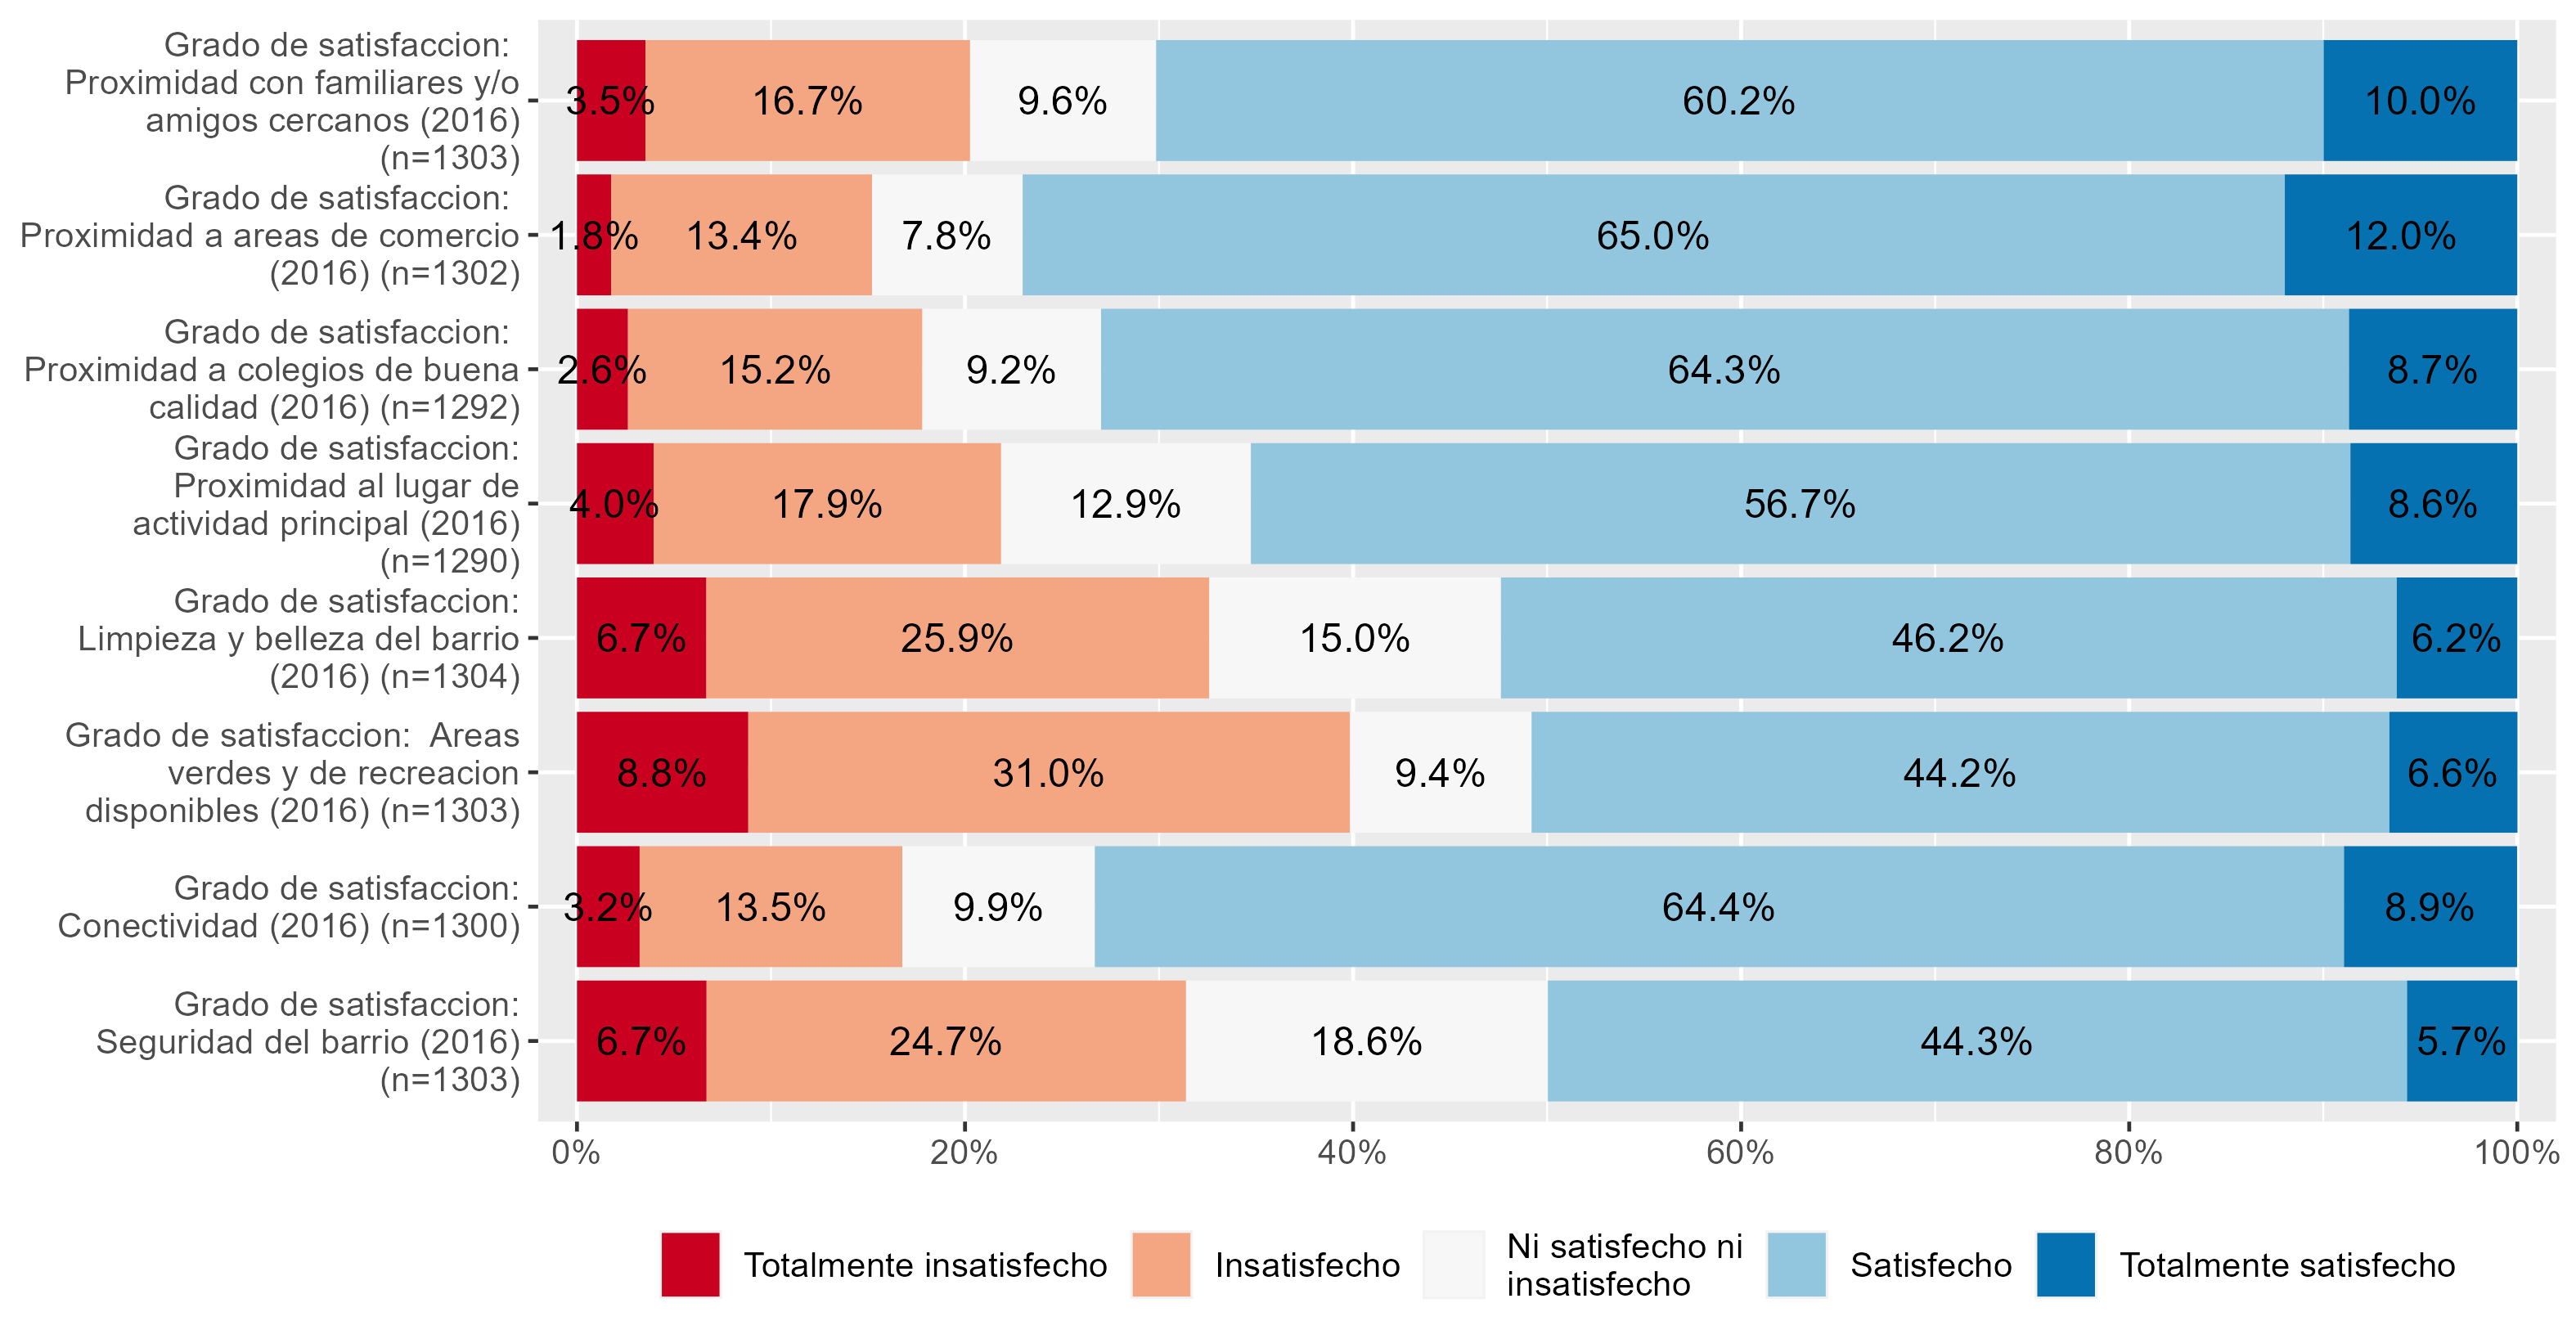 Grado de satisfaccion:
Proximidad con familiares y/o
amigos cercanos (2016)
(n=1303)
3.5% 16.7% 9.6% 60.2% 10.0%
Grado de satisfaccion:
Proximidad a areas de comercio
(2016) (n=1302)
1.8% 13.4% 7.8% 65.0% 12.0%
Grado de satisfaccion:
Proximidad a colegios de buena
calidad (2016) (n=1292)
2.6% 15.2% 9.2% 64.3% 8.7%
Grado de satisfaccion:
Proximidad al lugar de
actividad principal (2016)
(n=1290)
4.0% 17.9% 12.9% 56.7% 8.6%
Grado de satisfaccion:
Limpieza y belleza del barrio
(2016) (n=1304)
6.7% 25.9% 15.0% 46.2% 6.2%
Grado de satisfaccion:  Areas
verdes y de recreacion
disponibles (2016) (n=1303)
8.8% 31.0% 9.4% 44.2% 6.6%
Grado de satisfaccion:
Conectividad (2016) (n=1300)
3.2% 13.5% 9.9% 64.4% 8.9%
Grado de satisfaccion:
Seguridad del barrio (2016)
(n=1303)
6.7% 24.7% 18.6% 44.3% 5.7%
0% 20% 40% 60% 80% 100%
Totalmente insatisfecho
Insatisfecho
Ni satisfecho ni
insatisfecho
Satisfecho
Totalmente satisfecho